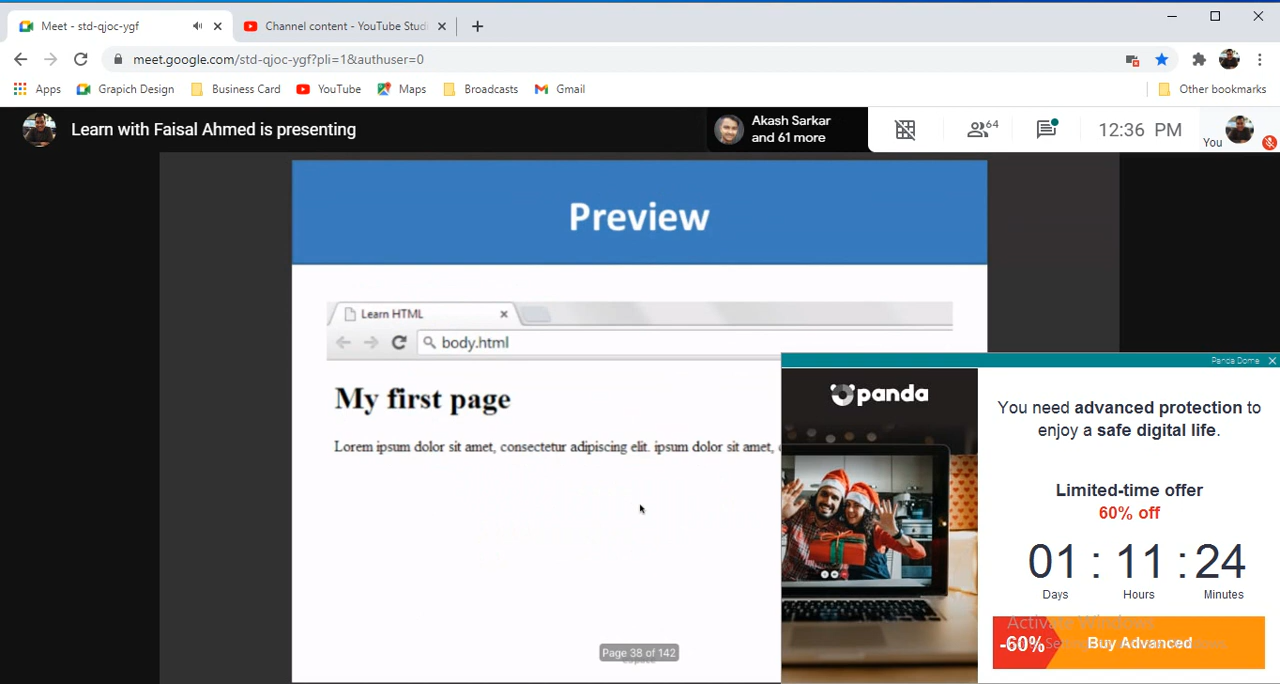 Meet - std-qjoc-ygf
Channel content - YouTube Studi
meet.google.com/std-qjoc-ygf?pli=1&authuser=0
Apps Grapich Design Business Card YouTube Maps Broadcasts Gmail Other bookmarks
Learn with Faisal Ahmed is presenting
Akash Sarkar
and 61 more
64
12:36 PM
You
Preview
Learn HTML
body.html
My first page
Lorem ipsum dolor sit amet, consectetur adipiscing elit. ipsum dolor sit amet,
Page 38 of 142
Panda Dome
panda
You need advanced protection to
enjoy a safe digital life.
Limited-time offer
60% off
01 : 11 : 24
Days Hours Minutes
Activate Windows
-60% Buy Advanced